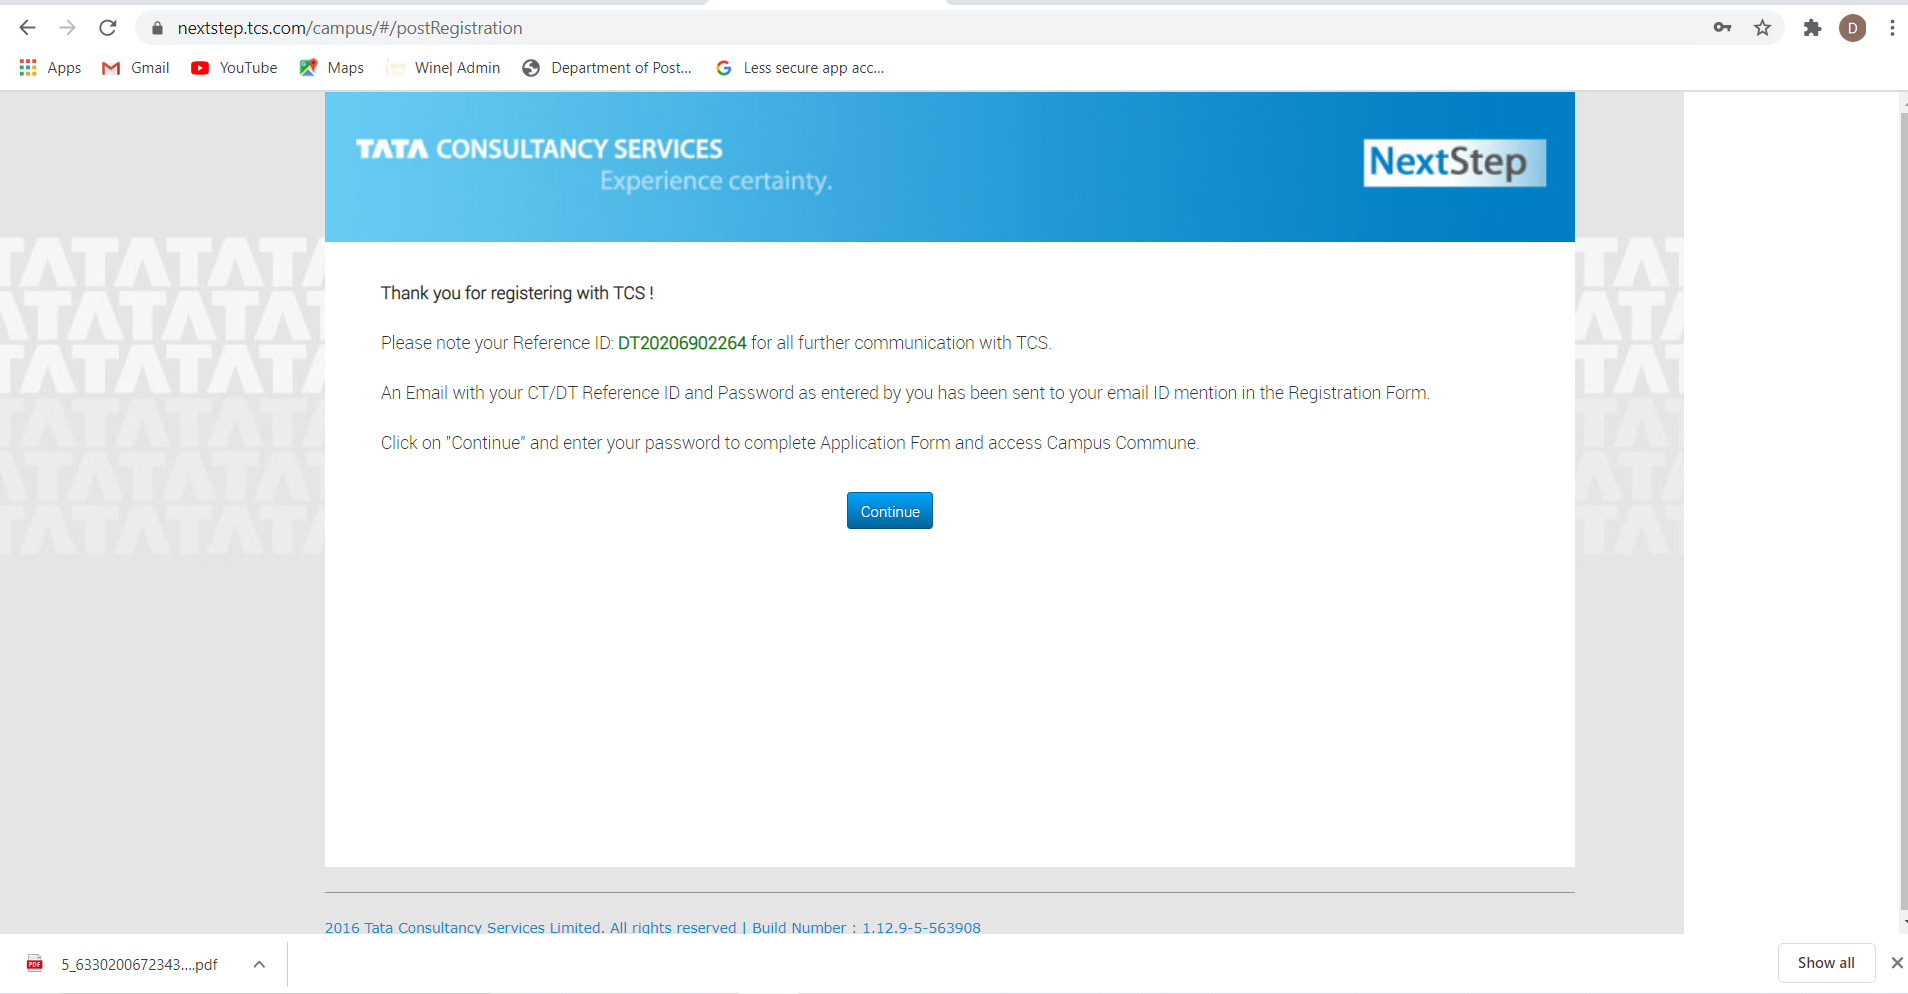 nextstep.tcs.com/campus/#/postRegistration
D
Apps Gmail YouTube Maps Wine| Admin Department of Post... Less secure app acc...
TATA CONSULTANCY SERVICES
Experience certainty.
NextStep
Thank you for registering with TCS !
Please note your Reference ID: DT20206902264 for all further communication with TCS.
An Email with your CT/DT Reference ID and Password as entered by you has been sent to your email ID mention in the Registration Form.
Click on "Continue" and enter your password to complete Application Form and access Campus Commune.
Continue
2016 Tata Consultancy Services Limited. All rights reserved | Build Number : 1.12.9-5-563908
PDF 5_6330200672343....pdf
Show all